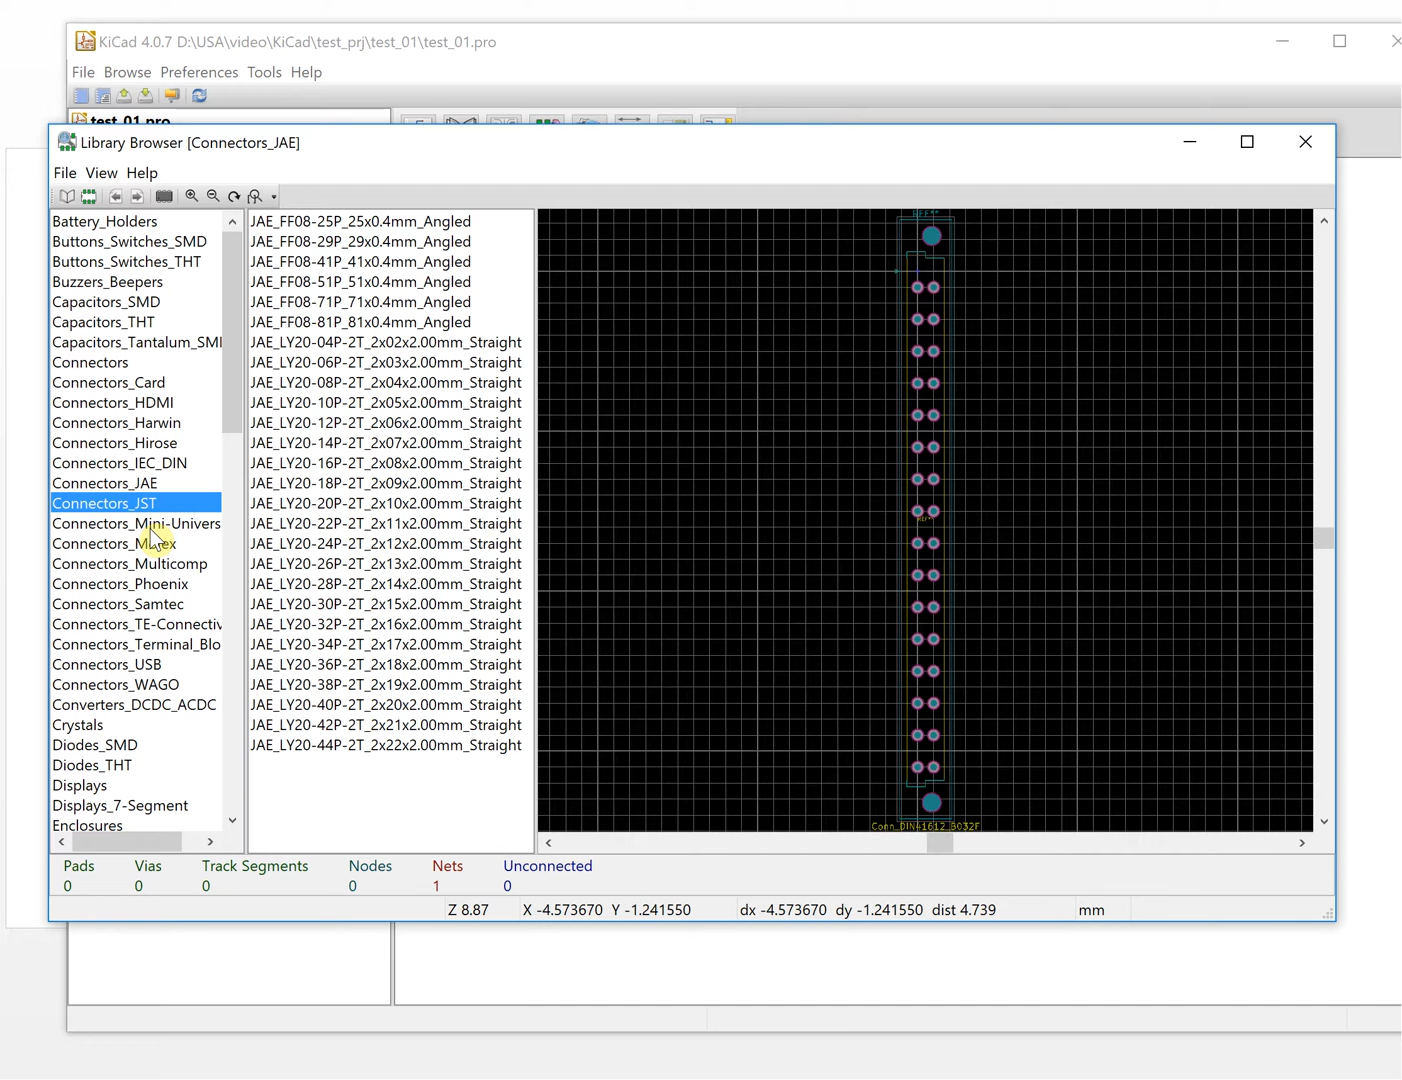 KiCad 4.0.7 D:\USA\video\KiCad\test_prj\test_01\test_01.pro
File Browse Preferences Tools Help
test_01.pro
Library Browser [Connectors_JAE]
File View Help
Battery_Holders
Buttons_Switches_SMD
Buttons_Switches_THT
Buzzers_Beepers
Capacitors_SMD
Capacitors_THT
Capacitors_Tantalum_SM
Connectors
Connectors_Card
Connectors_HDMI
Connectors_Harwin
Connectors_Hirose
Connectors_IEC_DIN
Connectors_JAE
Connectors_JST
Connectors_Mini-Univers
Connectors_Molex
Connectors_Multicomp
Connectors_Phoenix
Connectors_Samtec
Connectors_TE-Connectiv
Connectors_Terminal_Blo
Connectors_USB
Connectors_WAGO
Converters_DCDC_ACDC
Crystals
Diodes_SMD
Diodes_THT
Displays
Displays_7-Segment
Enclosures
JAE_FF08-25P_25x0.4mm_Angled
JAE_FF08-29P_29x0.4mm_Angled
JAE_FF08-41P_41x0.4mm_Angled
JAE_FF08-51P_51x0.4mm_Angled
JAE_FF08-71P_71x0.4mm_Angled
JAE_FF08-81P_81x0.4mm_Angled
JAE_LY20-04P-2T_2x02x2.00mm_Straight
JAE_LY20-06P-2T_2x03x2.00mm_Straight
JAE_LY20-08P-2T_2x04x2.00mm_Straight
JAE_LY20-10P-2T_2x05x2.00mm_Straight
JAE_LY20-12P-2T_2x06x2.00mm_Straight
JAE_LY20-14P-2T_2x07x2.00mm_Straight
JAE_LY20-16P-2T_2x08x2.00mm_Straight
JAE_LY20-18P-2T_2x09x2.00mm_Straight
JAE_LY20-20P-2T_2x10x2.00mm_Straight
JAE_LY20-22P-2T_2x11x2.00mm_Straight
JAE_LY20-24P-2T_2x12x2.00mm_Straight
JAE_LY20-26P-2T_2x13x2.00mm_Straight
JAE_LY20-28P-2T_2x14x2.00mm_Straight
JAE_LY20-30P-2T_2x15x2.00mm_Straight
JAE_LY20-32P-2T_2x16x2.00mm_Straight
JAE_LY20-34P-2T_2x17x2.00mm_Straight
JAE_LY20-36P-2T_2x18x2.00mm_Straight
JAE_LY20-38P-2T_2x19x2.00mm_Straight
JAE_LY20-40P-2T_2x20x2.00mm_Straight
JAE_LY20-42P-2T_2x21x2.00mm_Straight
JAE_LY20-44P-2T_2x22x2.00mm_Straight
REF**
Conn_DIN41612_B032F
Pads Vias Track Segments Nodes Nets Unconnected
0 0 0 0 1 0
Z 8.87 X -4.573670 Y -1.241550 dx -4.573670 dy -1.241550 dist 4.739 mm